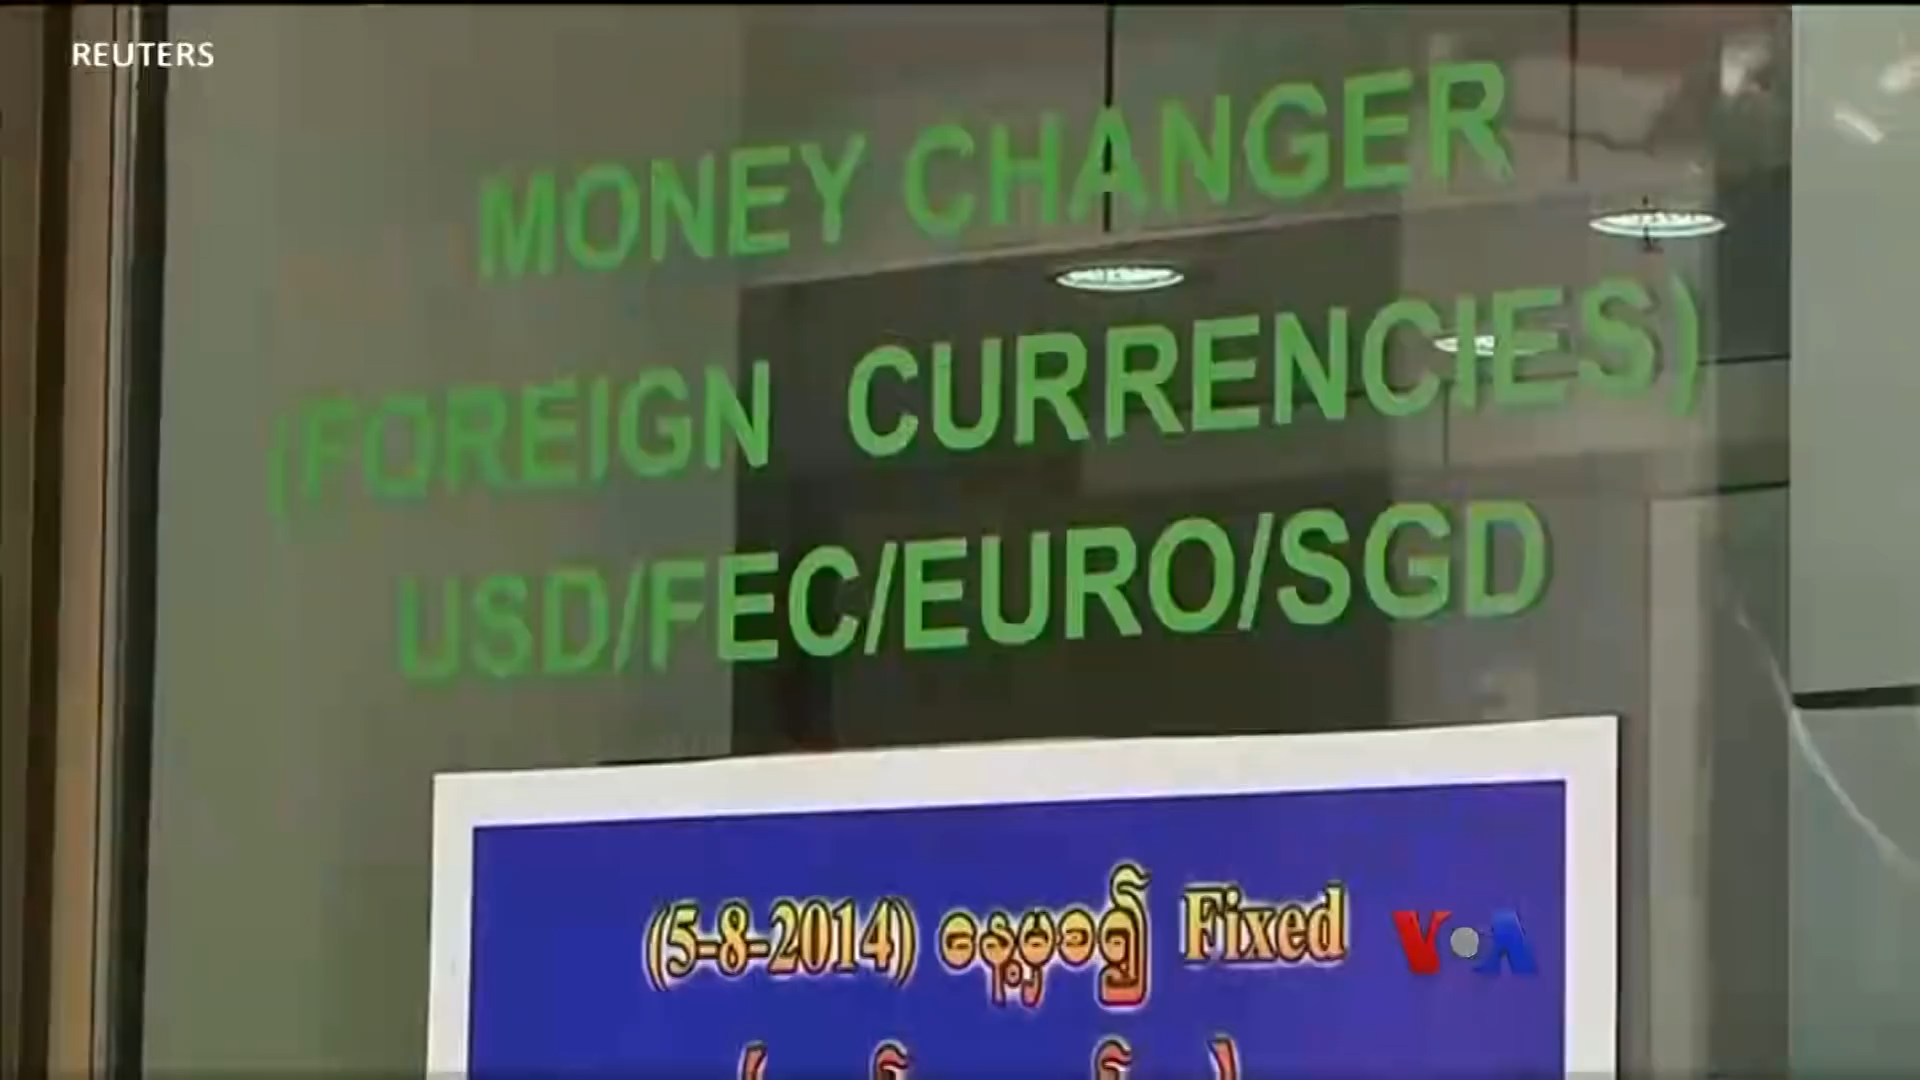 REUTERS
MONEY CHANGER
(FOREIGN CURRENCIES)
USD/FEC/EURO/SGD
(5-8-2014) နေ့မှစ၍ Fixed
VOA